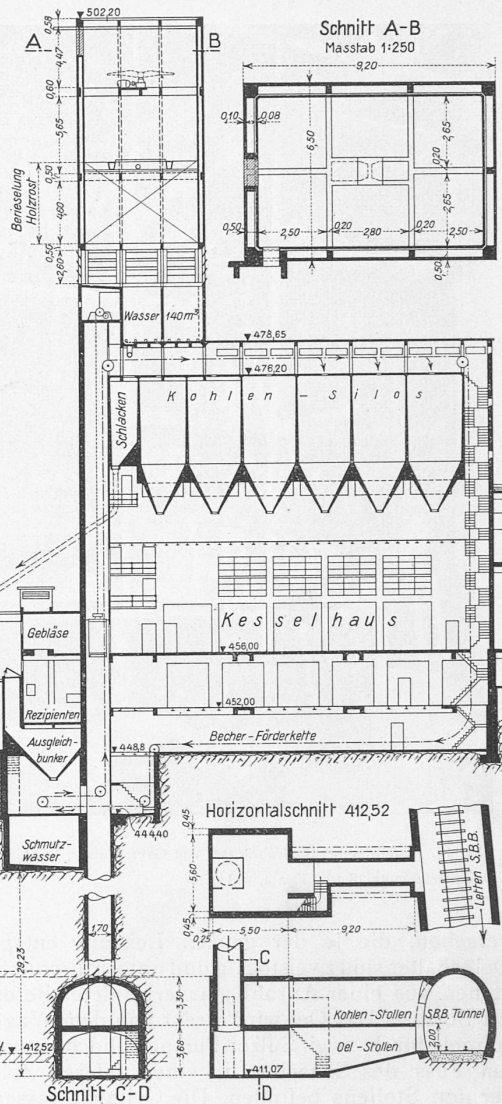 502,20
Schnitt A-B
Masstab 1:250
A
B
0,58
4,47
0,60
5,65
0,50
4,60
0,50
2,60
Berieselung
Holzrost
9,20
0,10
0,08
6,50
2,65
0,20
2,65
0,50
2,50
0,20
2,80
0,20
2,50
0,50
Wasser 140m³
478,65
476,20
Kohlen - Silos
Schlacken
Kesselhaus
Gebläse
456,00
Rezipienten
452,00
Ausgleich-
bunker
Becher-Förderkette
448,8
444,40
Schmutz-
wasser
Horizontalschnitt 412,52
0,45
5,60
0,45
0,25
5,50
9,20
Letten S.B.B.
1,70
29,23
C
3,30
3,68
Kohlen-Stollen
S.B.B. Tunnel
Oel-Stollen
2,00
412,52
411,07
Schnitt C-D
D